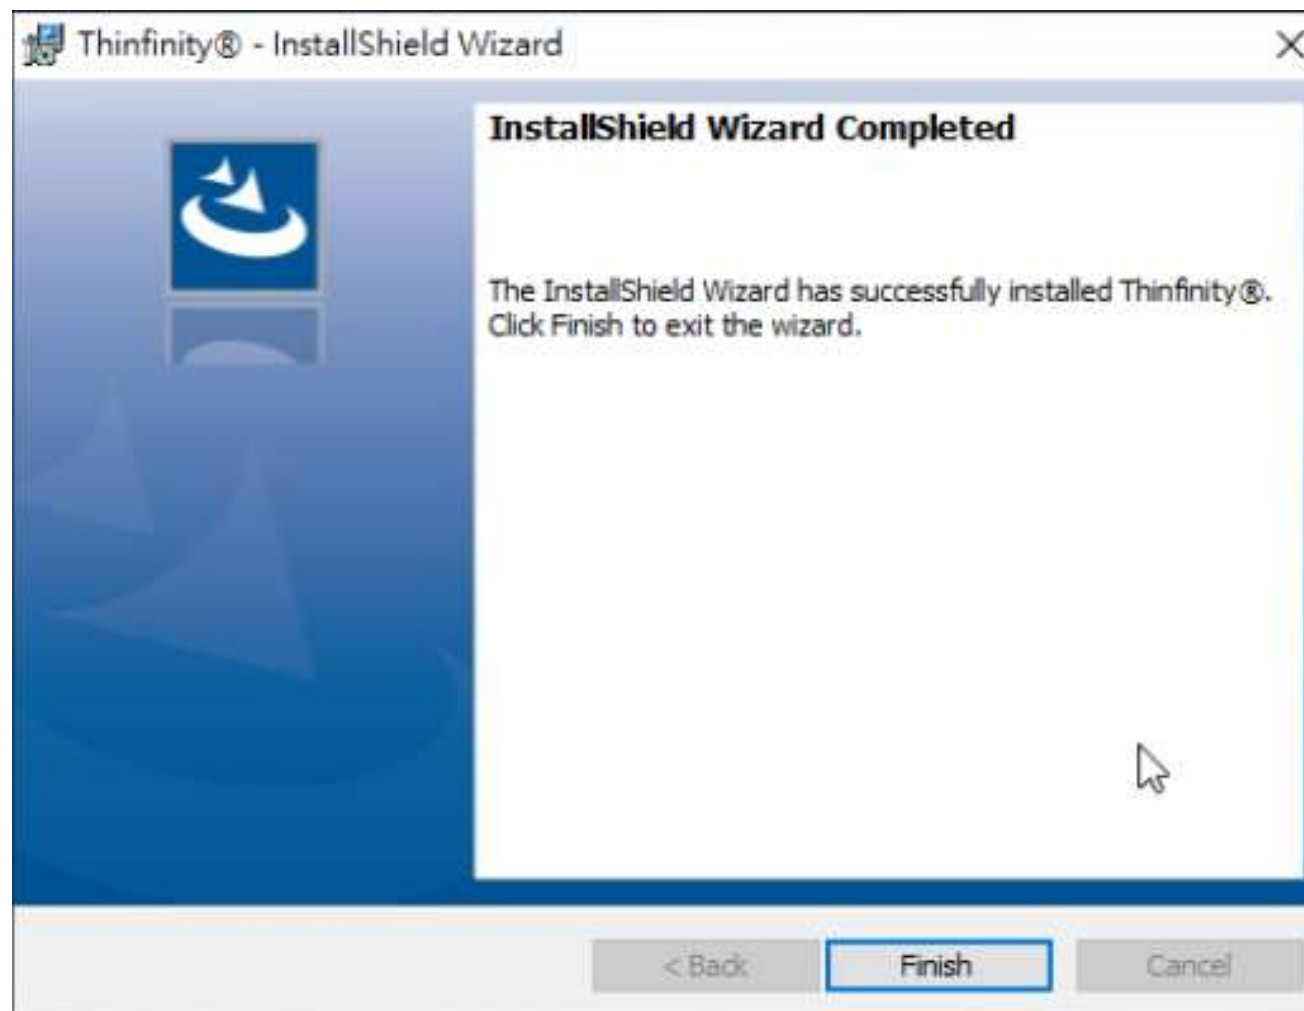 Thinfinity® - InstallShield Wizard
InstallShield Wizard Completed
The InstallShield Wizard has successfully installed Thinfinity®.
Click Finish to exit the wizard.
< Back Finish Cancel